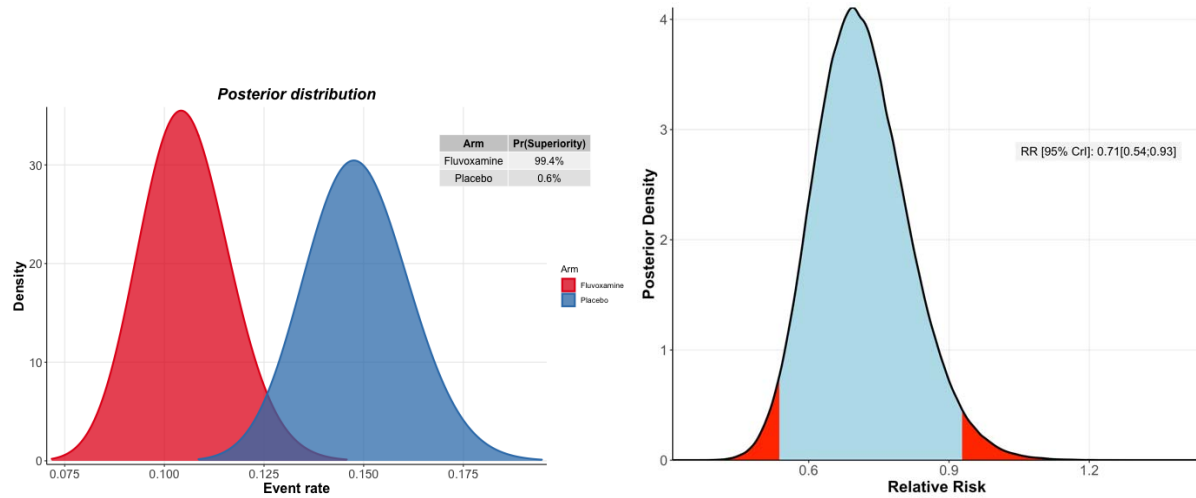 Posterior distribution
Density
30
20
10
0
0.075 0.100 0.125 0.150 0.175
Event rate
Arm Pr(Superiority)
Fluvoxamine 99.4%
Placebo 0.6%
Arm
Fluvoxamine
Placebo
Posterior Density
4
3
2
1
0
0.6 0.9 1.2
Relative Risk
RR [95% CrI]: 0.71[0.54;0.93]